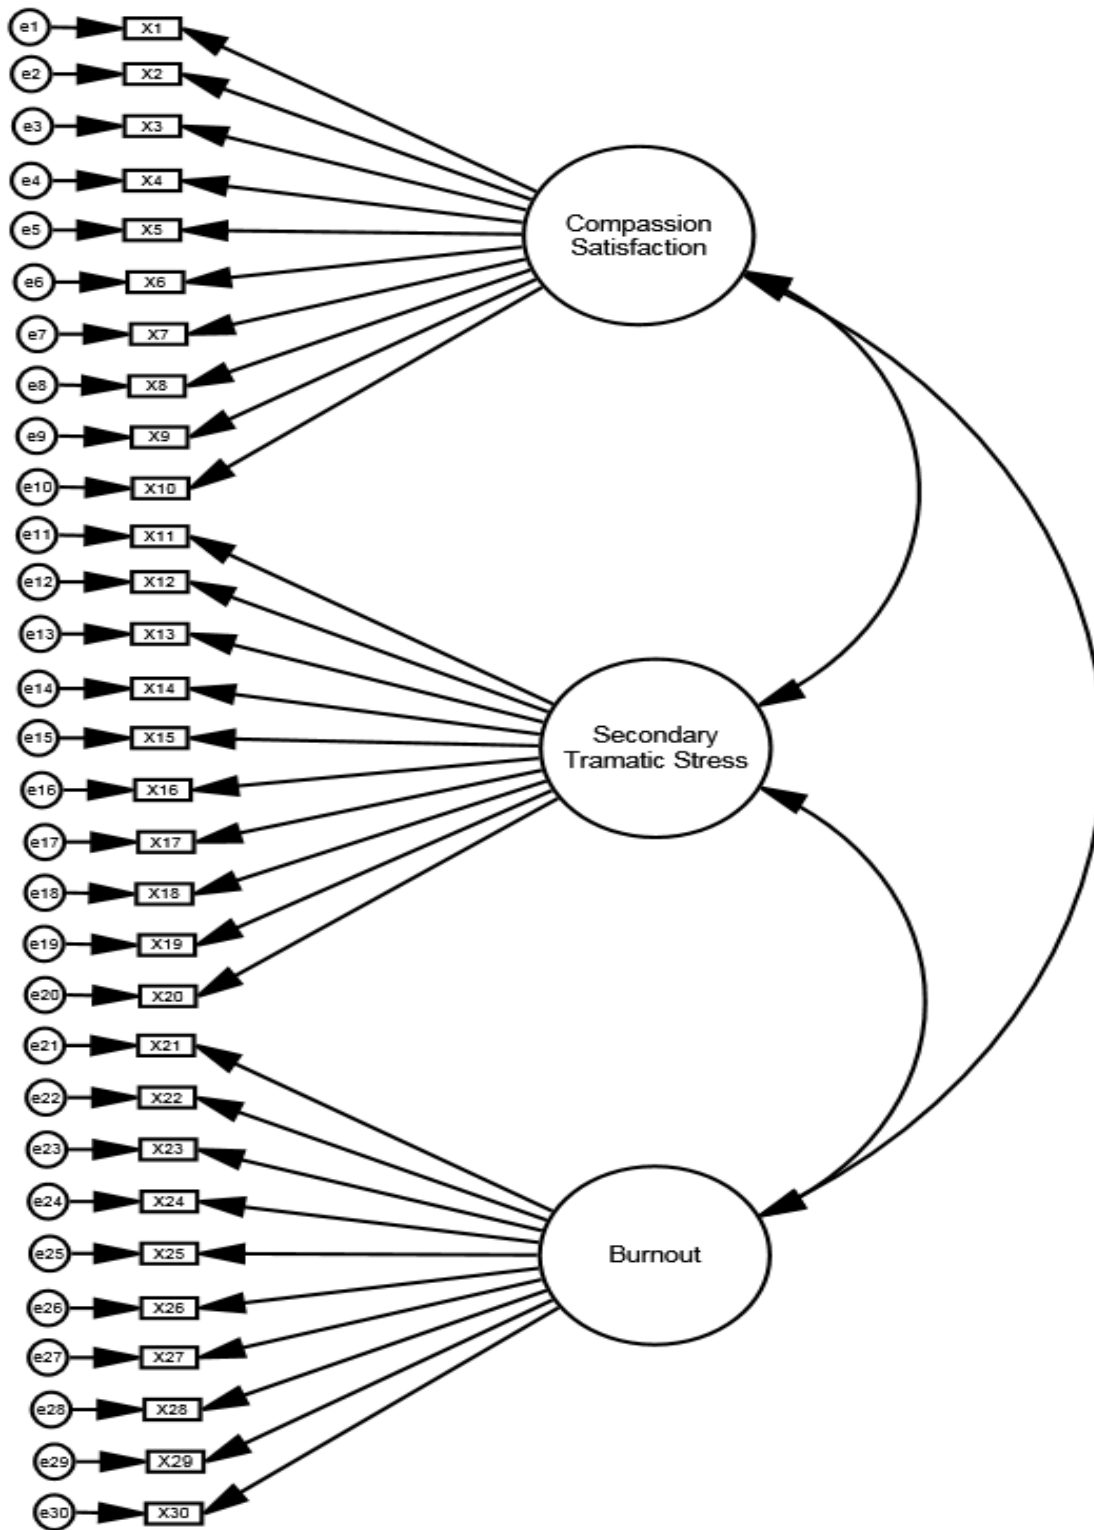 e1 X1
e2 X2
e3 X3
e4 X4
e5 X5
e6 X6
e7 X7
e8 X8
e9 X9
e10 X10
Compassion
Satisfaction
e11 X11
e12 X12
e13 X13
e14 X14
e15 X15
e16 X16
e17 X17
e18 X18
e19 X19
e20 X20
Secondary
Tramatic Stress
e21 X21
e22 X22
e23 X23
e24 X24
e25 X25
e26 X26
e27 X27
e28 X28
e29 X29
e30 X30
Burnout